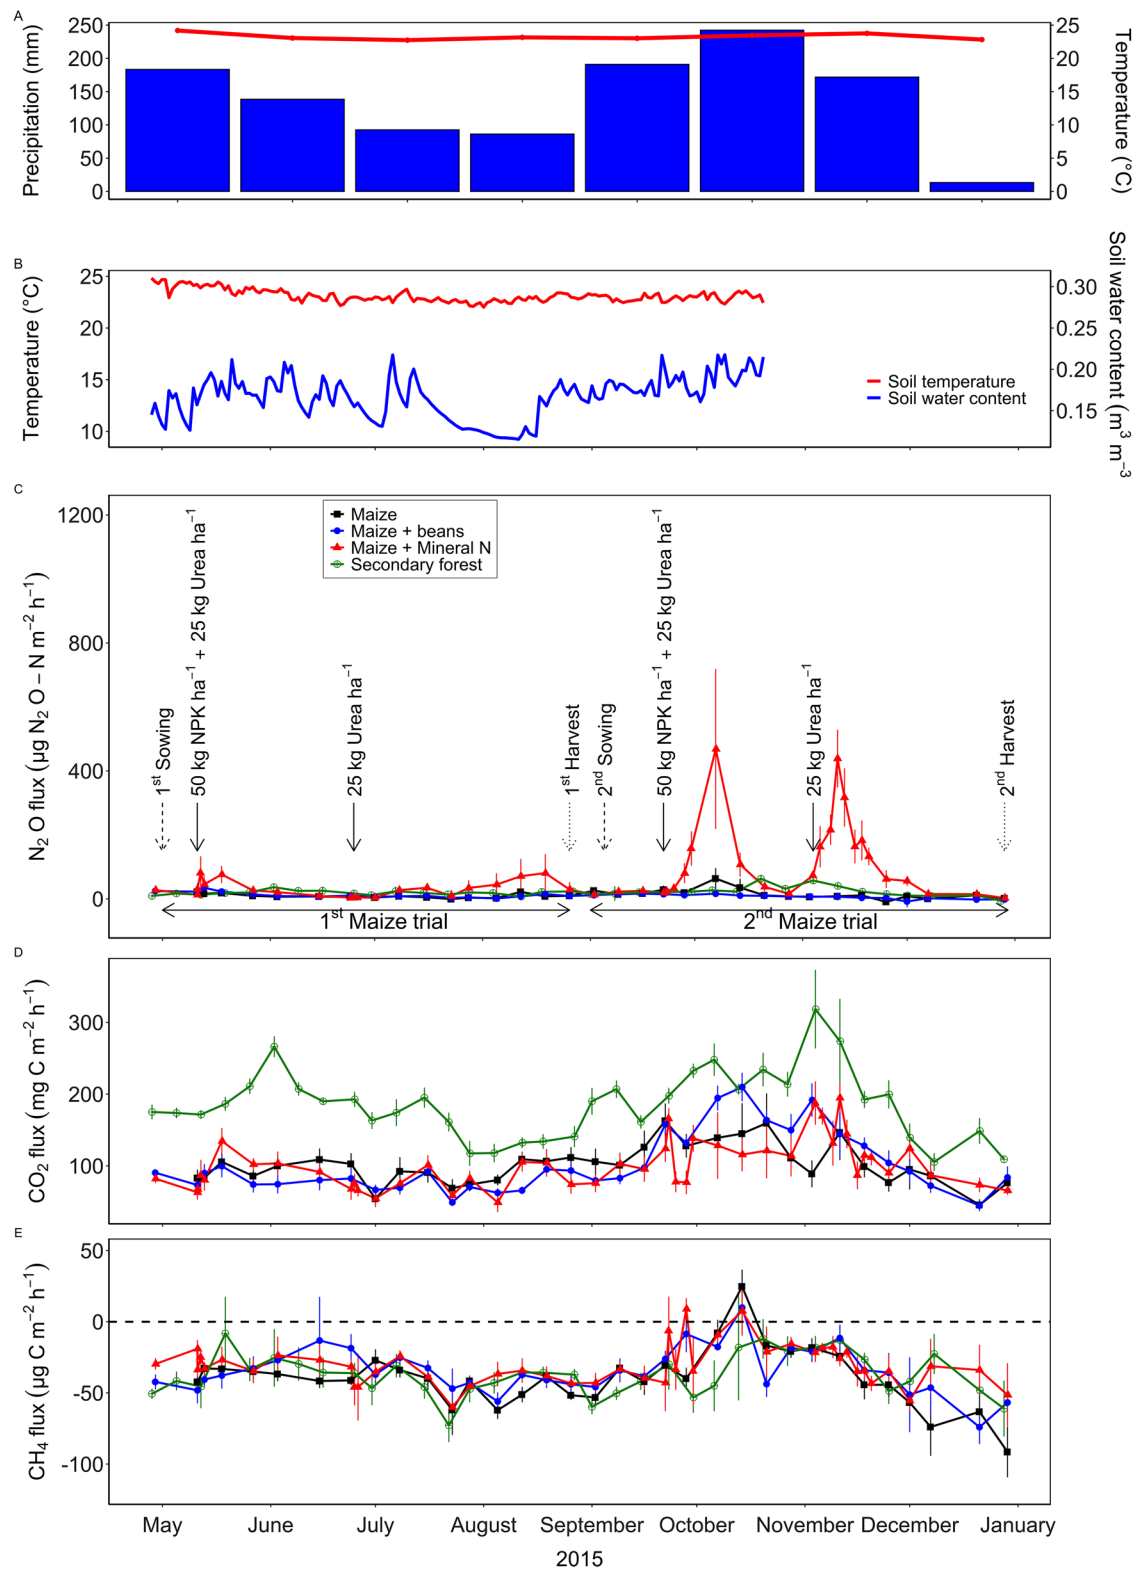 A
Precipitation (mm)
250
200
150
100
50
0
25
20
15
10
5
0
Temperature (°C)
B
Temperature (°C)
25
20
15
10
0.30
0.25
0.20
0.15
Soil water content (m³ m⁻³)
Soil temperature
Soil water content
C
N₂O flux (µg N₂O−N m⁻² h⁻¹)
1200
800
400
0
Maize
Maize + beans
Maize + Mineral N
Secondary forest
1st Sowing
50 kg NPK ha⁻¹ + 25 kg Urea ha⁻¹
25 kg Urea ha⁻¹
1st Harvest
2nd Sowing
50 kg NPK ha⁻¹ + 25 kg Urea ha⁻¹
25 kg Urea ha⁻¹
2nd Harvest
1st Maize trial
2nd Maize trial
D
CO₂ flux (mg C m⁻² h⁻¹)
300
200
100
E
CH₄ flux (µg C m⁻² h⁻¹)
50
0
-50
-100
May June July August September October November December January
2015